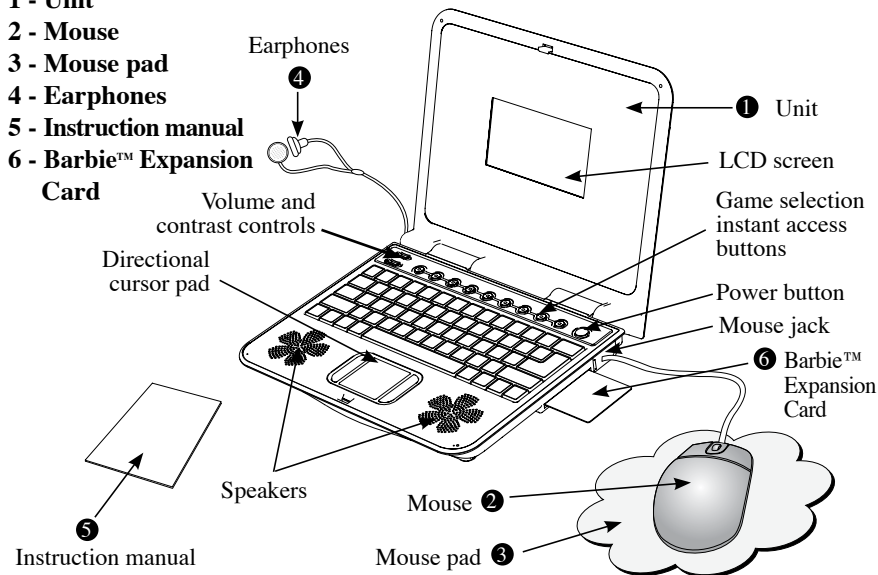 1 - Unit
2 - Mouse
3 - Mouse pad
4 - Earphones
5 - Instruction manual
6 - Barbie™ Expansion
Card
Earphones
4
1 Unit
LCD screen
Game selection
instant access
buttons
Volume and
contrast controls
Directional
cursor pad
Power button
Mouse jack
6 Barbie™
Expansion
Card
Speakers
Mouse 2
5
Instruction manual
Mouse pad 3